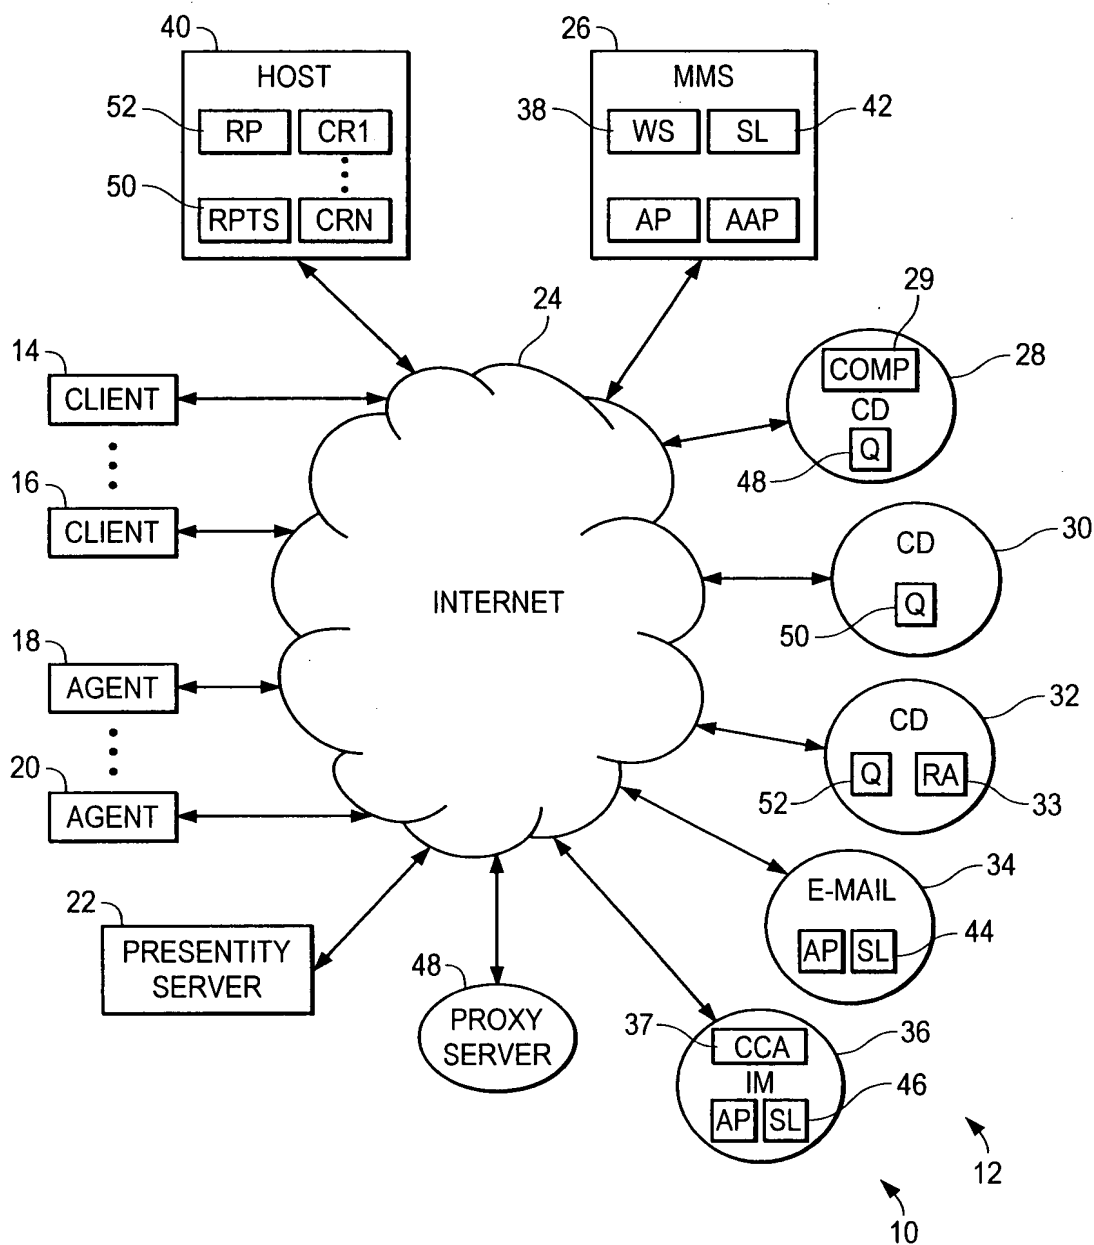 40
HOST
52
RP
CR1
50
RPTS
CRN
26
MMS
38
WS
SL
42
AP
AAP
24
14
CLIENT
16
CLIENT
18
AGENT
20
AGENT
INTERNET
29
COMP
28
CD
48
Q
30
CD
50
Q
32
CD
52
Q
RA
33
34
E-MAIL
AP
SL
44
22
PRESENTITY
SERVER
48
PROXY
SERVER
37
CCA
36
IM
AP
SL
46
12
10